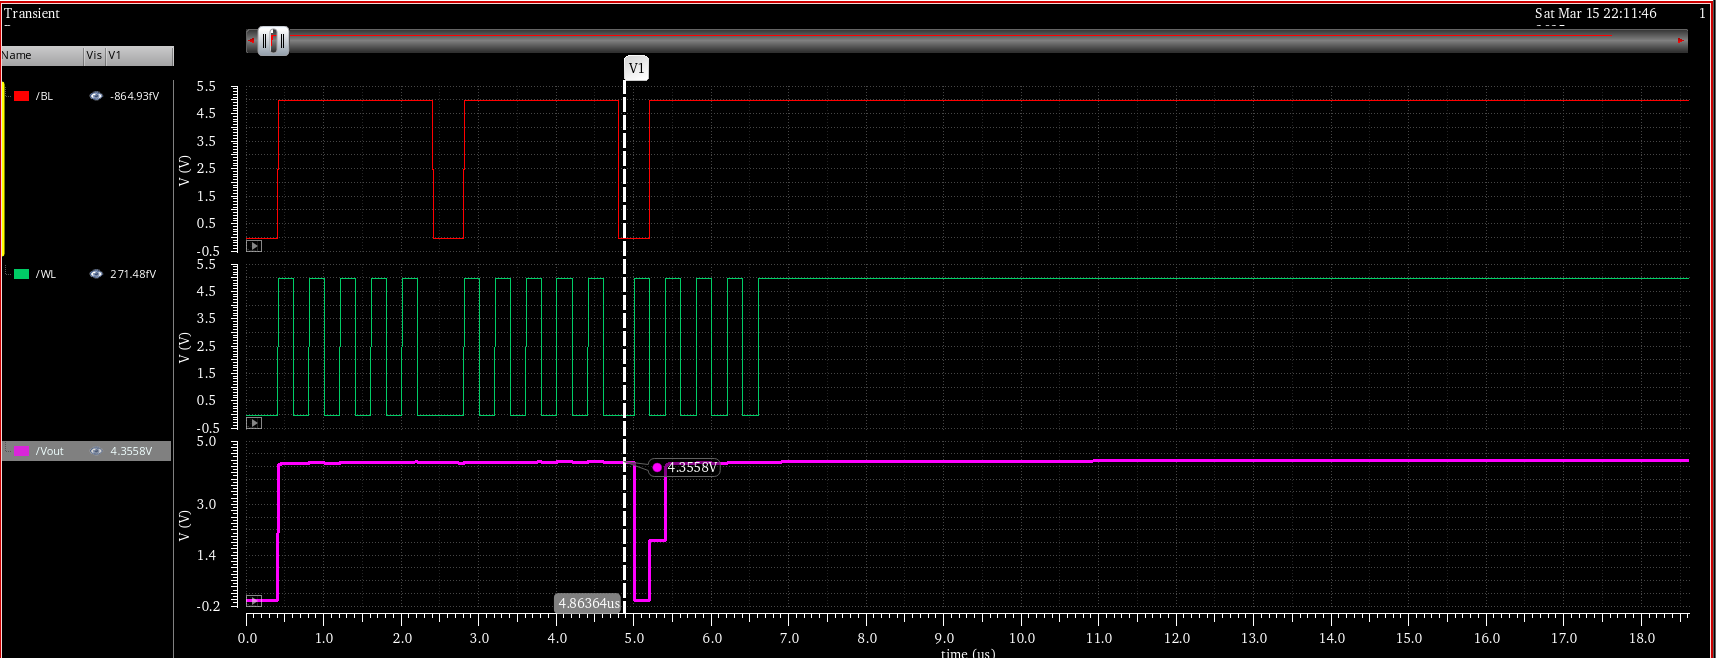 Transient
Sat Mar 15 22:11:46 1
Name Vis V1
V1
/BL -864.93fV
5.5
4.5
3.5
2.5
1.5
0.5
-0.5
V (V)
/WL 271.48fV
5.5
4.5
3.5
2.5
1.5
0.5
-0.5
V (V)
/Vout 4.3558V
5.0
3.0
1.4
-0.2
V (V)
4.3558V
4.86364us
0.0 1.0 2.0 3.0 4.0 5.0 6.0 7.0 8.0 9.0 10.0 11.0 12.0 13.0 14.0 15.0 16.0 17.0 18.0
time (us)